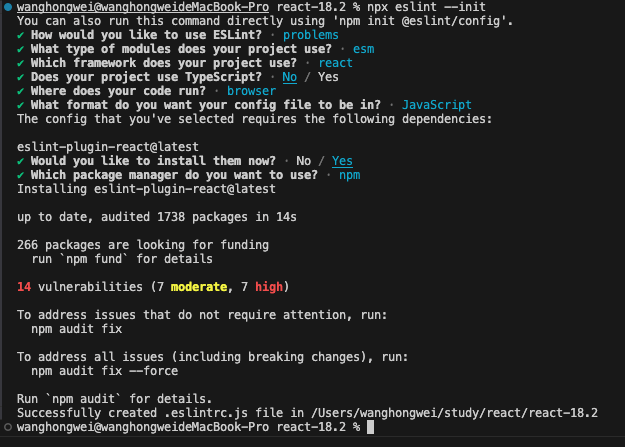 wanghongwei@wanghongweideMacBook-Pro react-18.2 % npx eslint --init
You can also run this command directly using 'npm init @eslint/config'.
✔ How would you like to use ESLint? · problems
✔ What type of modules does your project use? · esm
✔ Which framework does your project use? · react
✔ Does your project use TypeScript? · No / Yes
✔ Where does your code run? · browser
✔ What format do you want your config file to be in? · JavaScript
The config that you've selected requires the following dependencies:

eslint-plugin-react@latest
✔ Would you like to install them now? · No / Yes
✔ Which package manager do you want to use? · npm
Installing eslint-plugin-react@latest

up to date, audited 1738 packages in 14s

266 packages are looking for funding
  run `npm fund` for details

14 vulnerabilities (7 moderate, 7 high)

To address issues that do not require attention, run:
  npm audit fix

To address all issues (including breaking changes), run:
  npm audit fix --force

Run `npm audit` for details.
Successfully created .eslintrc.js file in /Users/wanghongwei/study/react/react-18.2
wanghongwei@wanghongweideMacBook-Pro react-18.2 %